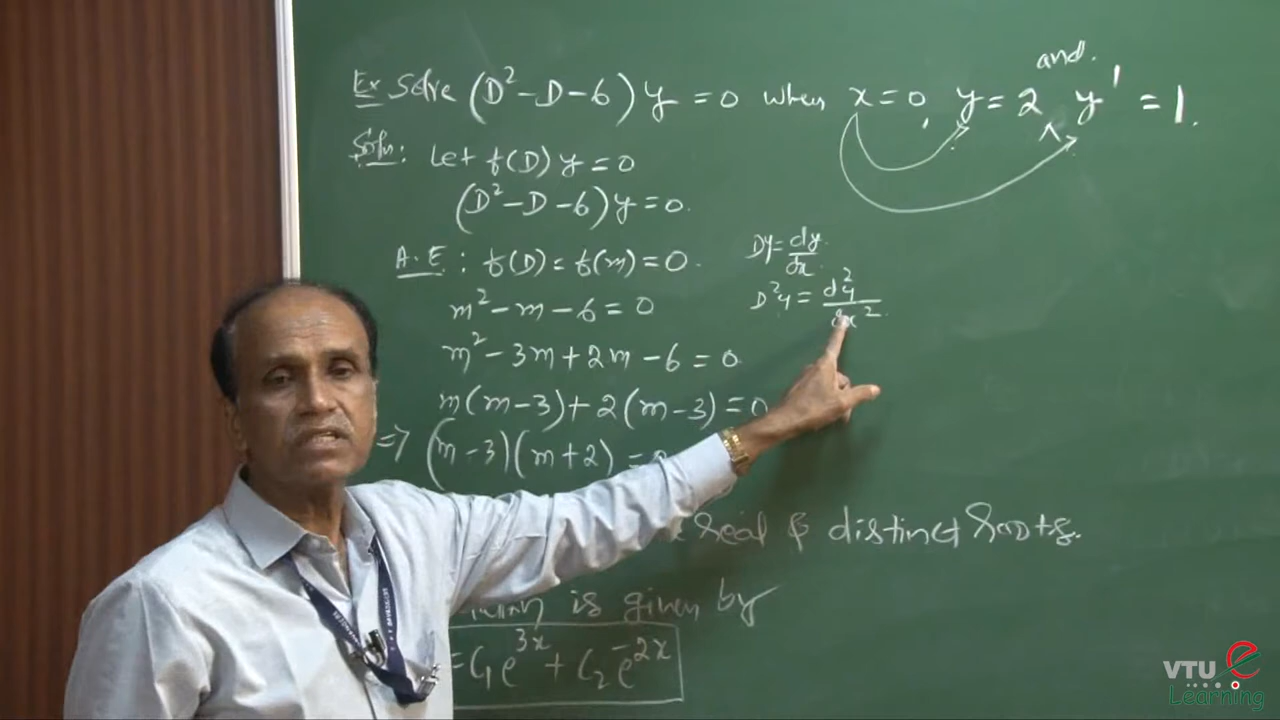 Ex Solve (D² - D - 6) y = 0 when x = 0, y = 2 ^ y' = 1.
and.
Soln: Let f(D) y = 0
(D² - D - 6) y = 0.
A.E: f(D) = f(m) = 0.
Dy = dy/dx.
m² - m - 6 = 0
D²y = d²y/dx².
m² - 3m + 2m - 6 = 0
m(m - 3) + 2(m - 3) = 0
=> (m - 3)(m + 2) = 0
real & distinct roots.
is given by
= C₁e^3x + C₂e^-2x
VTU e
Learning